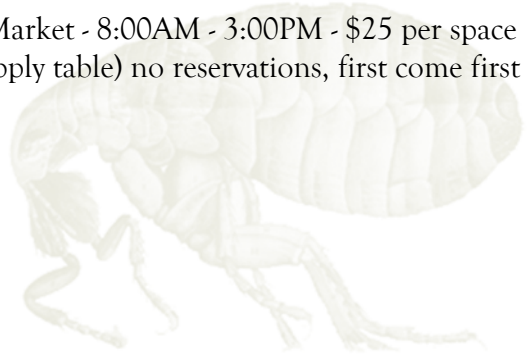 Market - 8:00AM - 3:00PM - $25 per space
pply table) no reservations, first come first